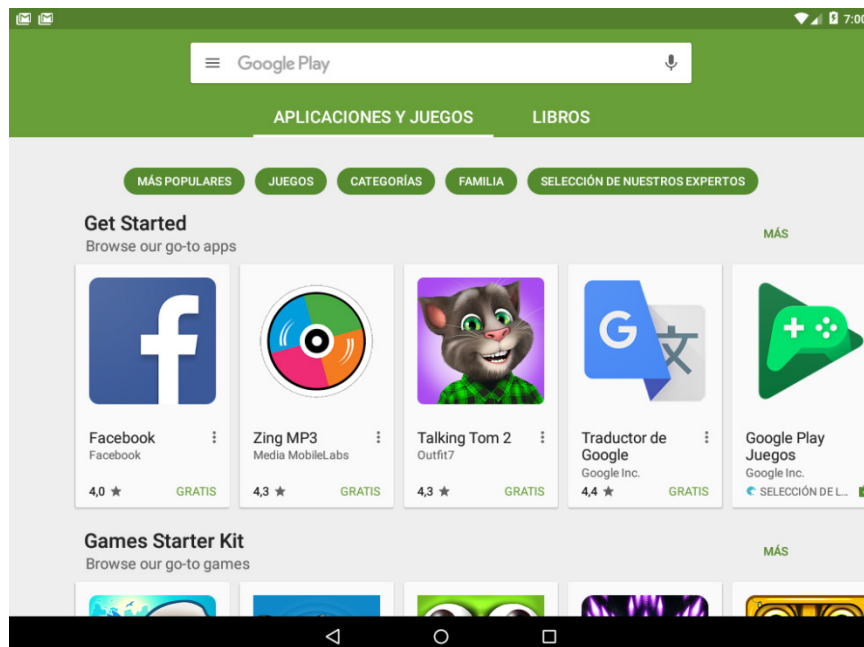 7:00
Google Play
APLICACIONES Y JUEGOS LIBROS
MÁS POPULARES JUEGOS CATEGORÍAS FAMILIA SELECCIÓN DE NUESTROS EXPERTOS
Get Started
MÁS
Browse our go-to apps
Facebook
Facebook
4,0 ★ GRATIS
Zing MP3
Media MobileLabs
4,3 ★ GRATIS
Talking Tom 2
Outfit7
4,3 ★ GRATIS
Traductor de
Google
Google Inc.
4,4 ★ GRATIS
Google Play
Juegos
Google Inc.
SELECCIÓN DE L...
Games Starter Kit
MÁS
Browse our go-to games